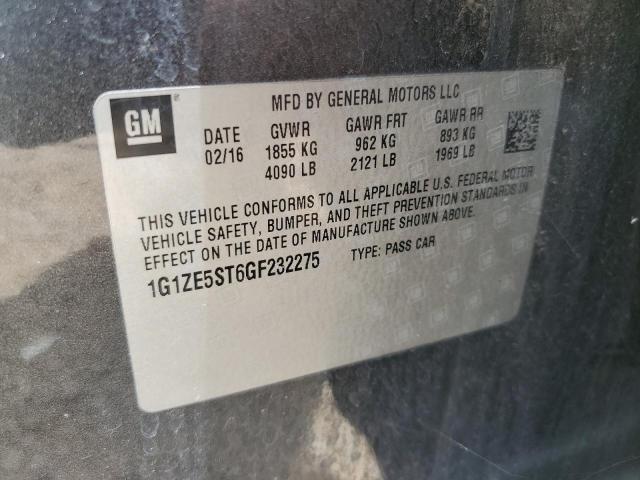 GM
MFD BY GENERAL MOTORS LLC
DATE GVWR GAWR FRT GAWR RR
02/16 1855 KG 962 KG 893 KG
4090 LB 2121 LB 1969 LB
THIS VEHICLE CONFORMS TO ALL APPLICABLE U.S. FEDERAL MOTOR
VEHICLE SAFETY, BUMPER, AND THEFT PREVENTION STANDARDS IN
EFFECT ON THE DATE OF MANUFACTURE SHOWN ABOVE.
1G1ZE5ST6GF232275 TYPE: PASS CAR